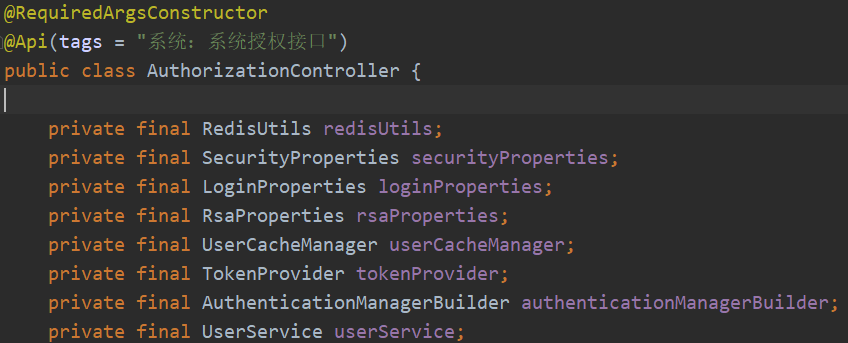 @RequiredArgsConstructor
@Api(tags = "系统：系统授权接口")
public class AuthorizationController {
private final RedisUtils redisUtils;
private final SecurityProperties securityProperties;
private final LoginProperties loginProperties;
private final RsaProperties rsaProperties;
private final UserCacheManager userCacheManager;
private final TokenProvider tokenProvider;
private final AuthenticationManagerBuilder authenticationManagerBuilder;
private final UserService userService;